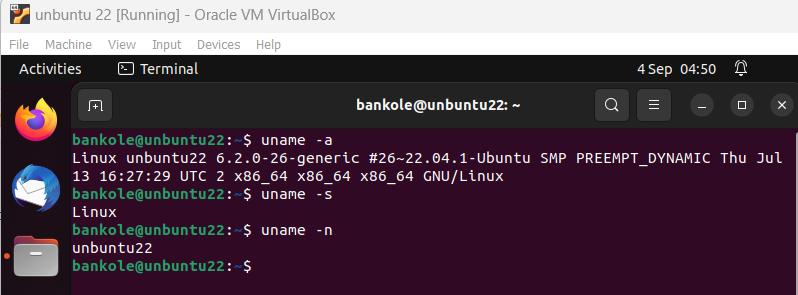 unbuntu 22 [Running] - Oracle VM VirtualBox
File Machine View Input Devices Help
Activities Terminal 4 Sep 04:50
bankole@unbuntu22: ~
bankole@unbuntu22:~$ uname -a
Linux unbuntu22 6.2.0-26-generic #26~22.04.1-Ubuntu SMP PREEMPT_DYNAMIC Thu Jul
13 16:27:29 UTC 2 x86_64 x86_64 x86_64 GNU/Linux
bankole@unbuntu22:~$ uname -s
Linux
bankole@unbuntu22:~$ uname -n
unbuntu22
bankole@unbuntu22:~$